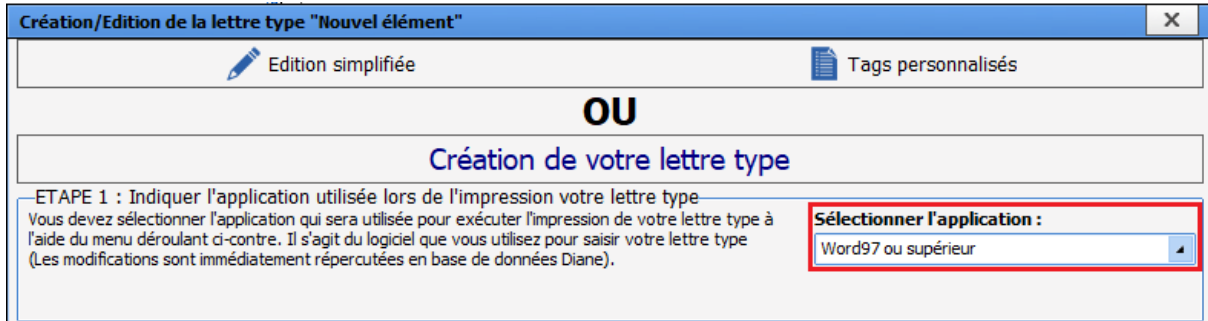 Création/Edition de la lettre type "Nouvel élément"
Edition simplifiée
Tags personnalisés
OU
Création de votre lettre type
ETAPE 1 : Indiquer l'application utilisée lors de l'impression votre lettre type
Vous devez sélectionner l'application qui sera utilisée pour exécuter l'impression de votre lettre type à
l'aide du menu déroulant ci-contre. Il s'agit du logiciel que vous utilisez pour saisir votre lettre type
(Les modifications sont immédiatement répercutées en base de données Diane).
Sélectionner l'application :
Word97 ou supérieur